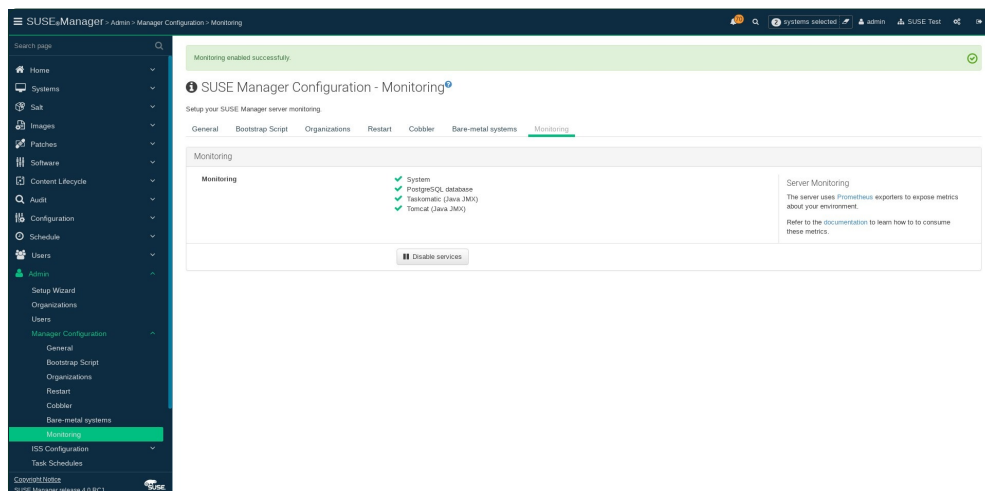 SUSE®Manager > Admin > Manager Configuration > Monitoring
2 systems selected admin SUSE Test
Search page
Home
Systems
Salt
Images
Patches
Software
Content Lifecycle
Audit
Configuration
Schedule
Users
Admin
Setup Wizard
Organizations
Users
Manager Configuration
General
Bootstrap Script
Organizations
Restart
Cobbler
Bare-metal systems
Monitoring
ISS Configuration
Task Schedules
Copyright Notice
SUSE Manager release 4.0 RC1
SUSE
Monitoring enabled successfully.
SUSE Manager Configuration - Monitoring
Setup your SUSE Manager server monitoring.
General Bootstrap Script Organizations Restart Cobbler Bare-metal systems Monitoring
Monitoring
Monitoring
System
PostgreSQL database
Taskomatic (Java JMX)
Tomcat (Java JMX)
Server Monitoring
The server uses Prometheus exporters to expose metrics
about your environment.
Refer to the documentation to learn how to to consume
these metrics.
Disable services